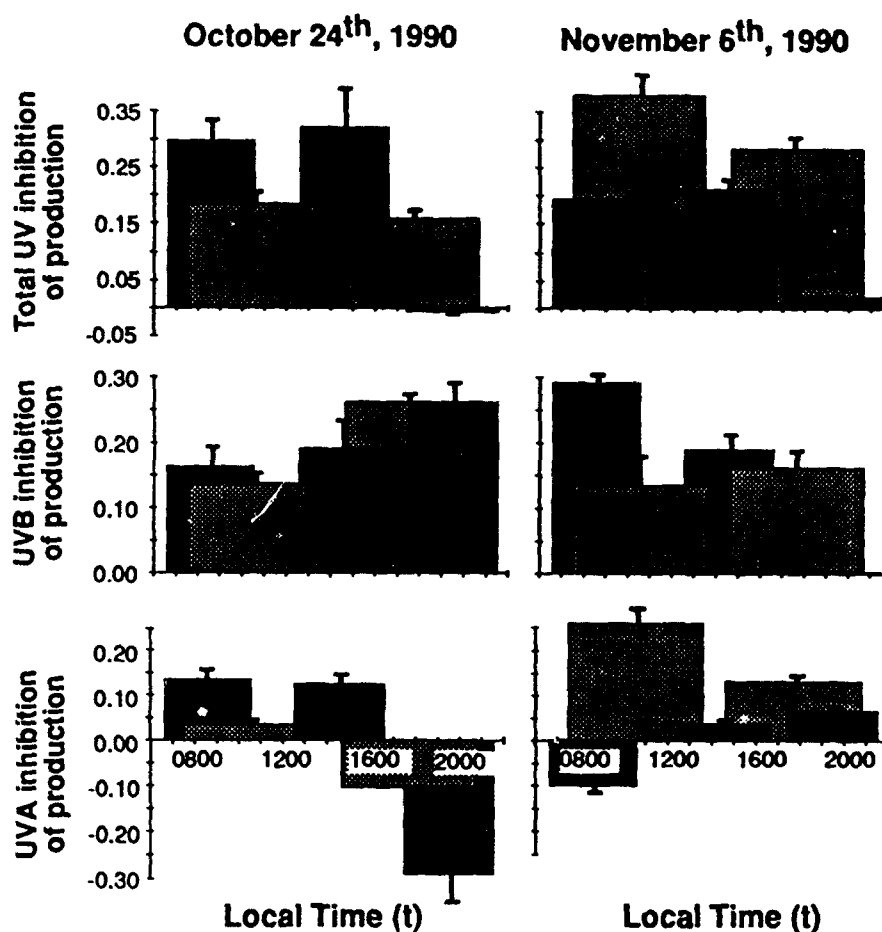 October 24th, 1990
November 6th, 1990
Total UV inhibition
of production
0.35
0.25
0.15
0.05
-0.05
UVB inhibition
of production
0.30
0.20
0.10
0.00
UVA inhibition
of production
0.20
0.10
0.00
-0.10
-0.20
-0.30
0800
1200
1600
2000
0800
1200
1600
2000
Local Time (t)
Local Time (t)